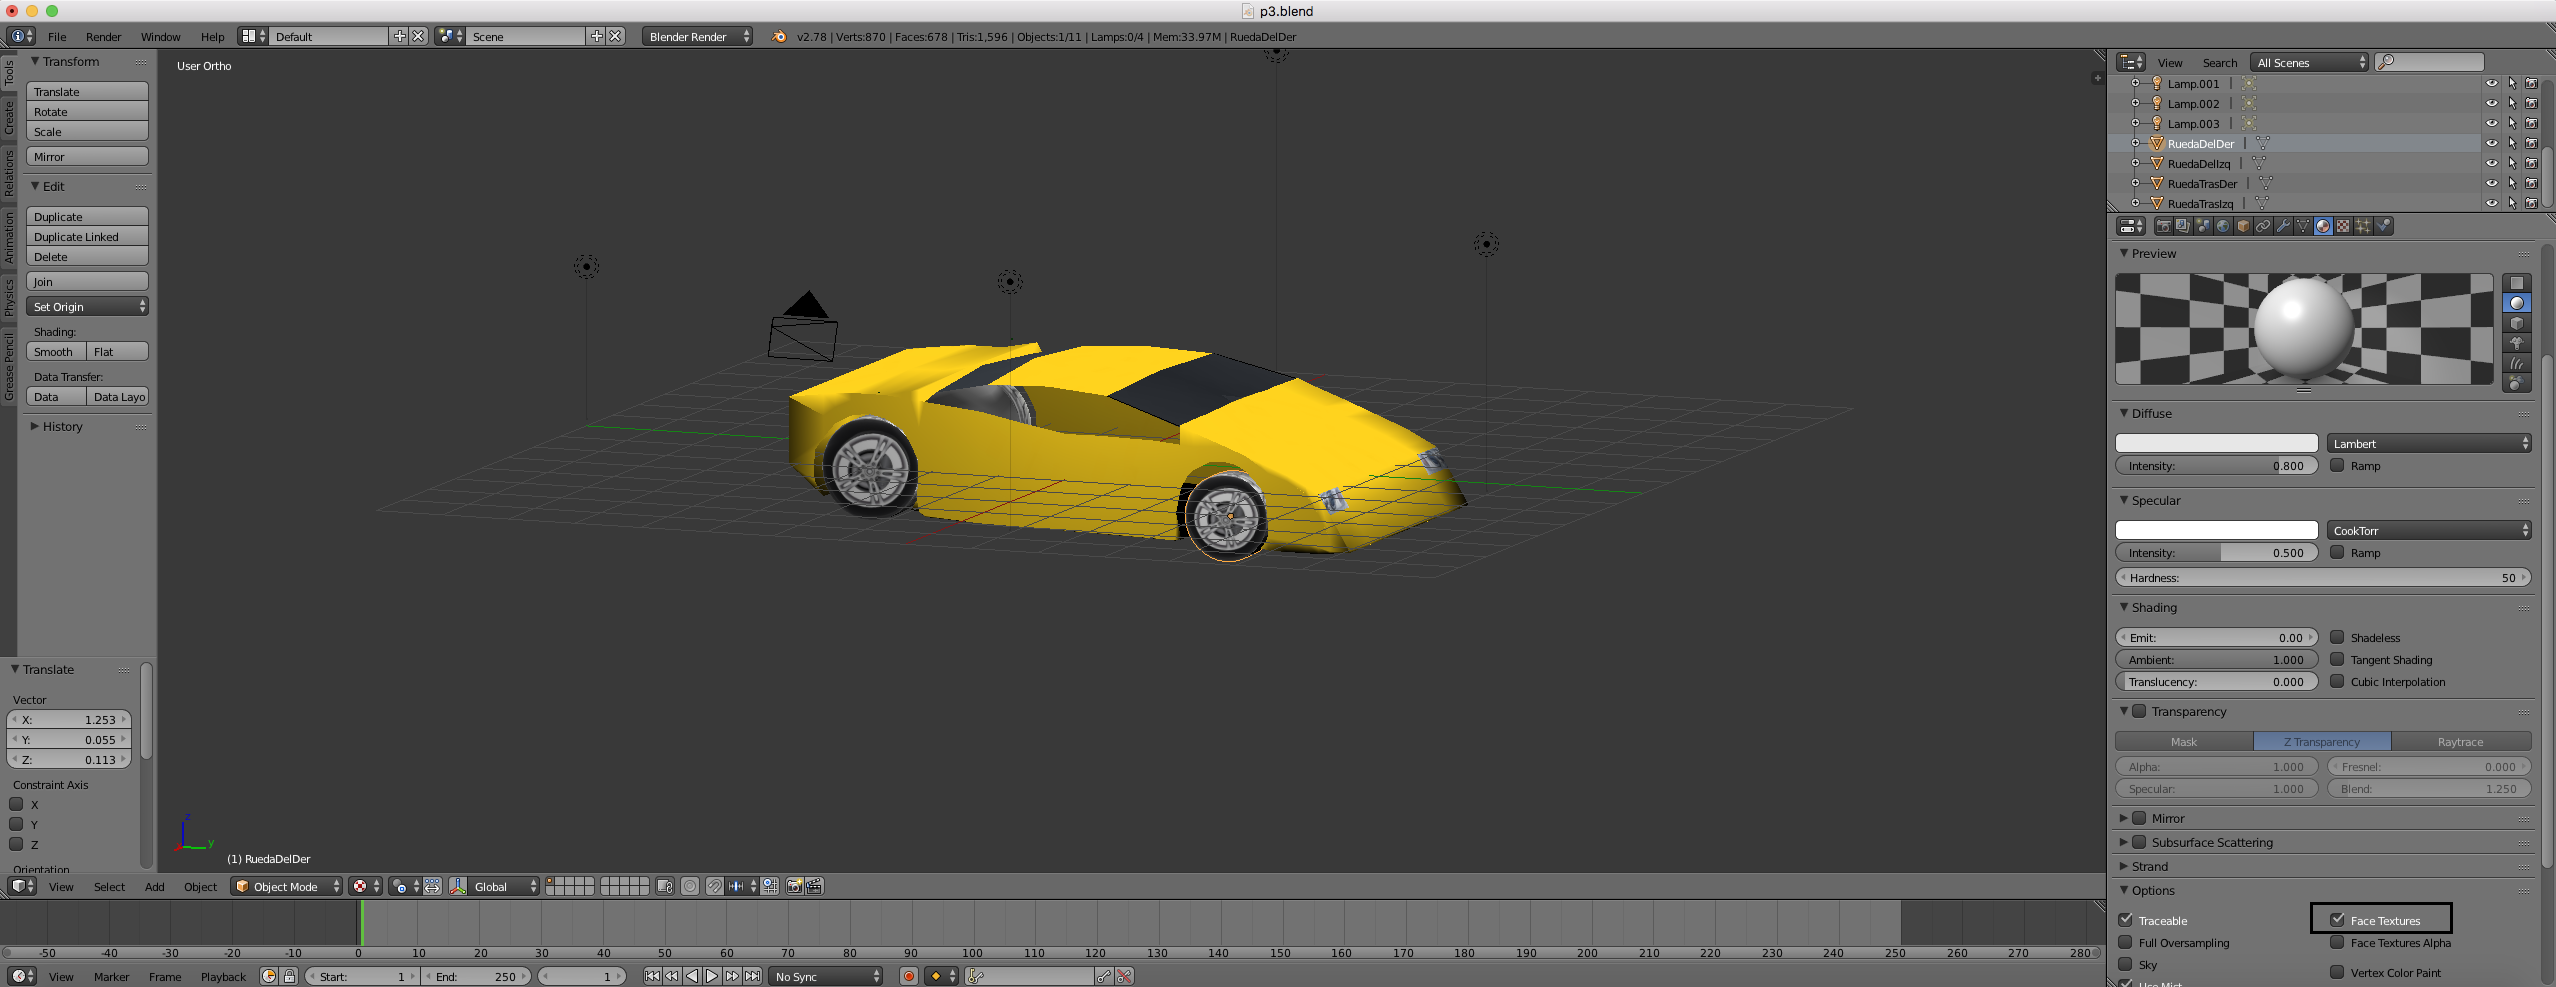 p3.blend
File Render Window Help Default Scene Blender Render v2.78 | Verts:870 | Faces:678 | Tris:1,596 | Objects:1/11 | Lamps:0/4 | Mem:33.97M | RuedaDelDer
Tools
Create
Relations
Animation
Physics
Grease Pencil
Transform
Translate
Rotate
Scale
Mirror
Edit
Duplicate
Duplicate Linked
Delete
Join
Set Origin
Shading:
Smooth Flat
Data Transfer:
Data Data Layo
History
Translate
Vector
X: 1.253
Y: 0.055
Z: 0.113
Constraint Axis
X
Y
Z
Orientation
User Ortho
z
y
(1) RuedaDelDer
View Select Add Object Object Mode Global
-50 -40 -30 -20 -10 0 10 20 30 40 50 60 70 80 90 100 110 120 130 140 150 160 170 180 190 200 210 220 230 240 250 260 270 280
View Marker Frame Playback Start: 1 End: 250 1 No Sync
View Search All Scenes
Lamp.001
Lamp.002
Lamp.003
RuedaDelDer
RuedaDelIzq
RuedaTrasDer
RuedaTrasIzq
Preview
Diffuse
Lambert
Intensity: 0.800 Ramp
Specular
CookTorr
Intensity: 0.500 Ramp
Hardness: 50
Shading
Emit: 0.00 Shadeless
Ambient: 1.000 Tangent Shading
Translucency: 0.000 Cubic Interpolation
Transparency
Mask Z Transparency Raytrace
Alpha: 1.000 Fresnel: 0.000
Specular: 1.000 Blend: 1.250
Mirror
Subsurface Scattering
Strand
Options
Traceable Face Textures
Full Oversampling Face Textures Alpha
Sky
Vertex Color Paint
Use Mist